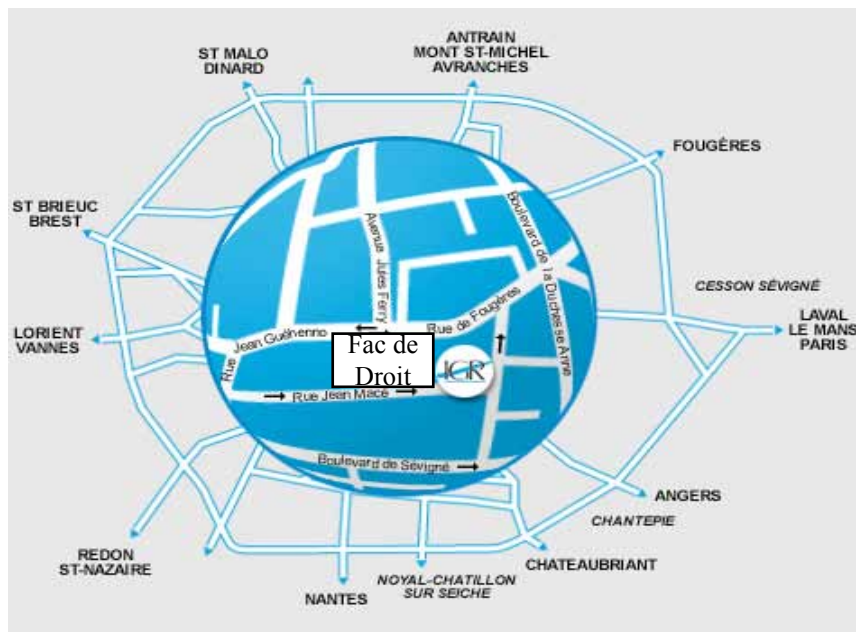 ANTRAIN
MONT ST-MICHEL
AVRANCHES
ST MALO
DINARD
FOUGÈRES
ST BRIEUC
BREST
Avenue Jules Ferry
Boulevard de la Duchesse Anne
CESSON SÉVIGNÉ
LORIENT
VANNES
LAVAL
LE MANS
PARIS
Rue Jean Guéhenno
Rue de Fougères
Fac de
Droit
IGR
Rue Jean Macé
Boulevard de Sévigné
ANGERS
CHANTEPIE
REDON
ST-NAZAIRE
CHATEAUBRIANT
NOYAL-CHATILLON
SUR SEICHE
NANTES